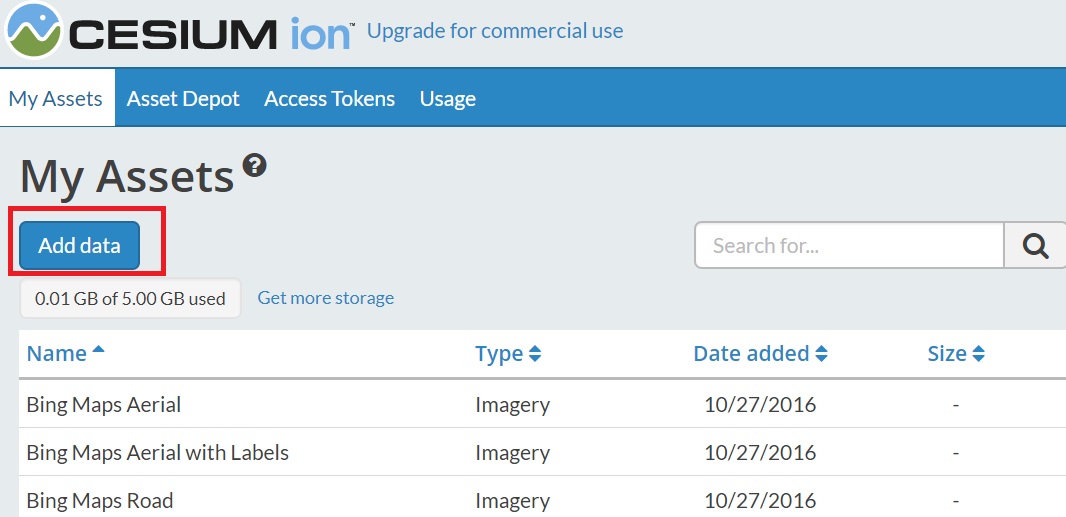 CESIUM ion™ Upgrade for commercial use
My Assets Asset Depot Access Tokens Usage
My Assets ?
Add data Search for...
0.01 GB of 5.00 GB used Get more storage
Name Type Date added Size
Bing Maps Aerial Imagery 10/27/2016 -
Bing Maps Aerial with Labels Imagery 10/27/2016 -
Bing Maps Road Imagery 10/27/2016 -